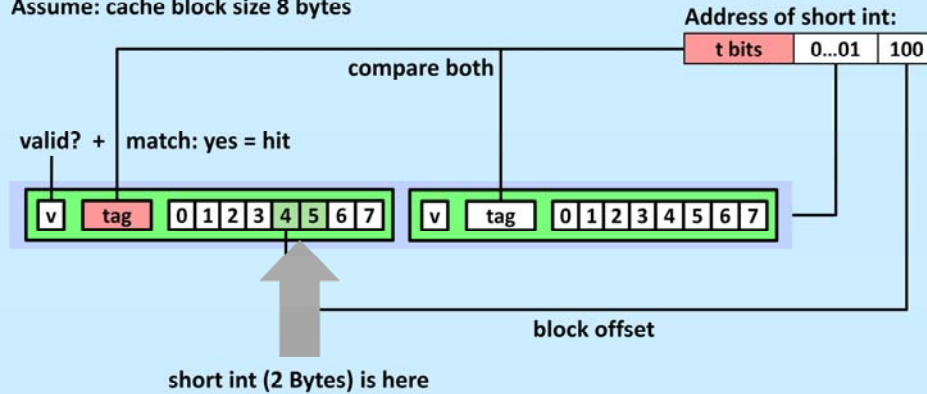 Assume: cache block size 8 bytes
Address of short int:
t bits 0...01 100
compare both
valid? + match: yes = hit
v tag 0 1 2 3 4 5 6 7 v tag 0 1 2 3 4 5 6 7
block offset
short int (2 Bytes) is here